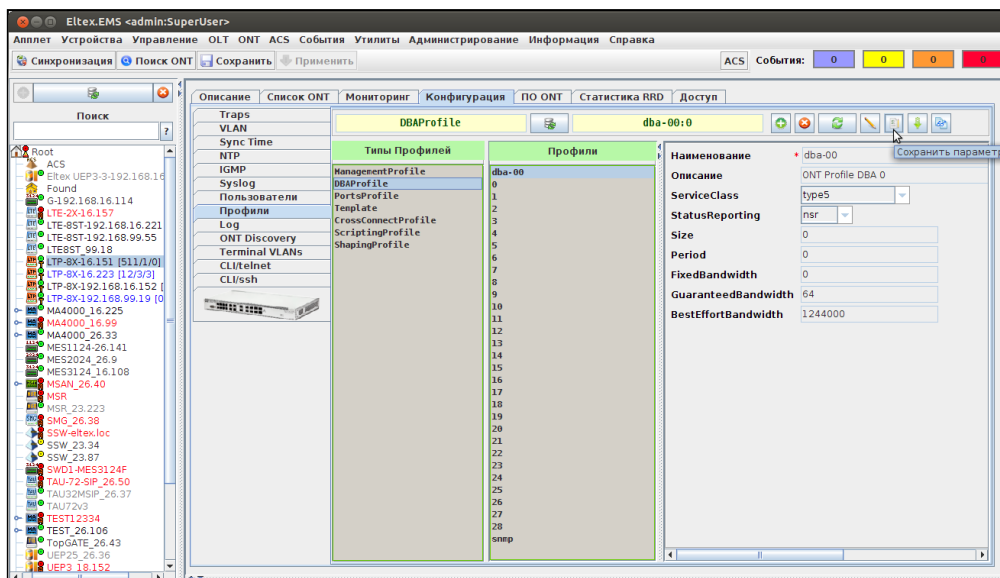 Eltex.EMS <admin:SuperUser>
Апплет Устройства Управление OLT ONT ACS События Утилиты Администрирование Информация Справка
Синхронизация Поиск ONT Сохранить Применить ACS События: 0 0 0 0
Поиск
?
Root
ACS
Eltex UEP3-3-192.168.16
Found
G-192.168.16.114
LTE-2X-16.157
LTE-8ST-192.168.16.221
LTE-8ST-192.168.99.55
LTE8ST_99.18
LTP-8X-16.151 [511/1/0]
LTP-8X-16.223 [12/3/3]
LTP-8X-192.168.16.152 [
LTP-8X-192.168.99.19 [0
MA4000_16.225
MA4000_16.99
MA4000_26.33
MES1124-26.141
MES2024_26.9
MES3124_16.108
MSAN_26.40
MSR
MSR_23.223
SMG_26.38
SSW-eltex.loc
SSW_23.34
SSW_23.87
SWD1-MES3124F
TAU-72-SIP_26.50
TAU32MSIP_26.37
TAU72v3
TEST12334
TEST_26.106
TopGATE_26.43
UEP25_26.36
UEP3_18.152
Описание Список ONT Мониторинг Конфигурация ПО ONT Статистика RRD Доступ
Traps
VLAN
Sync Time
NTP
IGMP
Syslog
Пользователи
Профили
Log
ONT Discovery
Terminal VLANs
CLI/telnet
CLI/ssh
DBAProfile dba-00:0
Сохранить параметр
Типы Профилей
ManagementProfile
DBAProfile
PortsProfile
Template
CrossConnectProfile
ScriptingProfile
ShapingProfile
Профили
dba-00
0
1
2
3
4
5
6
7
8
9
10
11
12
13
14
15
16
17
18
19
20
21
22
23
24
25
26
27
28
snmp
Наименование * dba-00
Описание ONT Profile DBA 0
ServiceClass type5
StatusReporting nsr
Size 0
Period 0
FixedBandwidth 0
GuaranteedBandwidth 64
BestEffortBandwidth 1244000